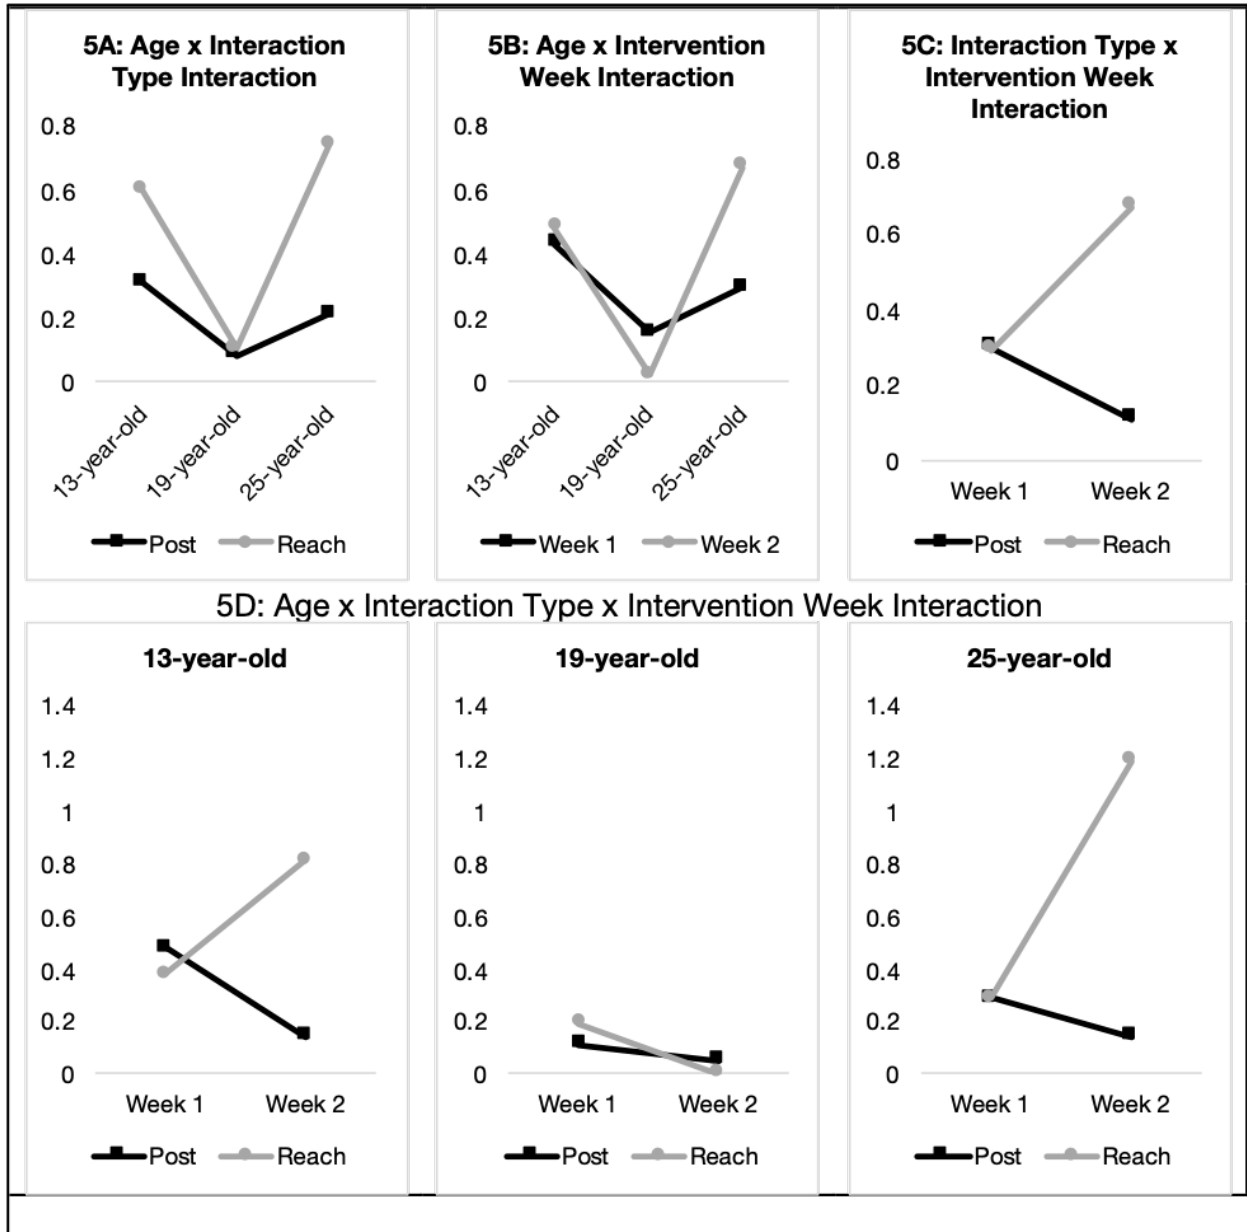 5A: Age x Interaction
Type Interaction
0.8
0.6
0.4
0.2
0
13-year-old
19-year-old
25-year-old
Post
Reach
5B: Age x Intervention
Week Interaction
0.8
0.6
0.4
0.2
0
13-year-old
19-year-old
25-year-old
Week 1
Week 2
5C: Interaction Type x
Intervention Week
Interaction
0.8
0.6
0.4
0.2
0
Week 1
Week 2
Post
Reach
5D: Age x Interaction Type x Intervention Week Interaction
13-year-old
1.4
1.2
1
0.8
0.6
0.4
0.2
0
Week 1
Week 2
Post
Reach
19-year-old
1.4
1.2
1
0.8
0.6
0.4
0.2
0
Week 1
Week 2
Post
Reach
25-year-old
1.4
1.2
1
0.8
0.6
0.4
0.2
0
Week 1
Week 2
Post
Reach